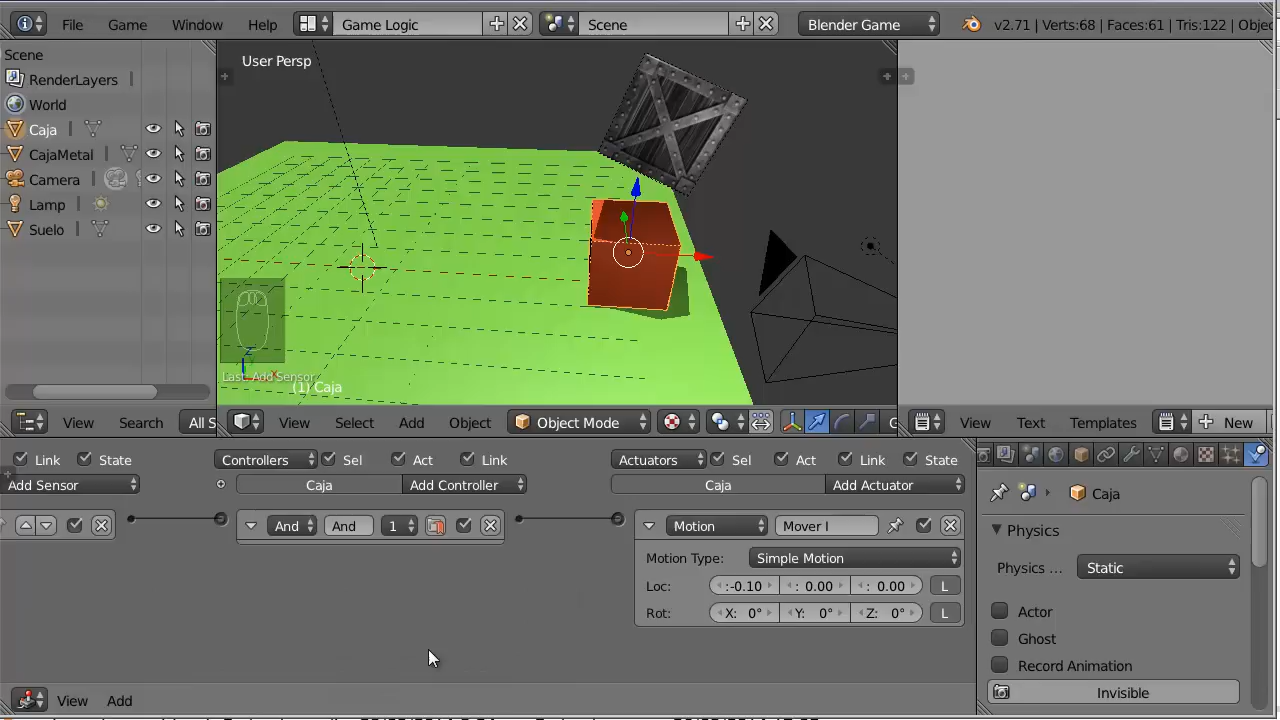 File Game Window Help Game Logic Scene Blender Game v2.71 | Verts:68 | Faces:61 | Tris:122 | Objec
Scene
RenderLayers
World
Caja
CajaMetal
Camera
Lamp
Suelo
User Persp
Last: Add Sensor
(1) Caja
View Search All S
View Select Add Object Object Mode G
View Text Templates New
Link State Controllers Sel Act Link Actuators Sel Act Link State
Add Sensor Caja Add Controller Caja Add Actuator
And And 1 Motion Mover I
Motion Type: Simple Motion
Loc: :-0.10 : 0.00 : 0.00 L
Rot: X: 0° Y: 0° Z: 0° L
Caja
Physics
Physics ... Static
Actor
Ghost
Record Animation
Invisible
View Add